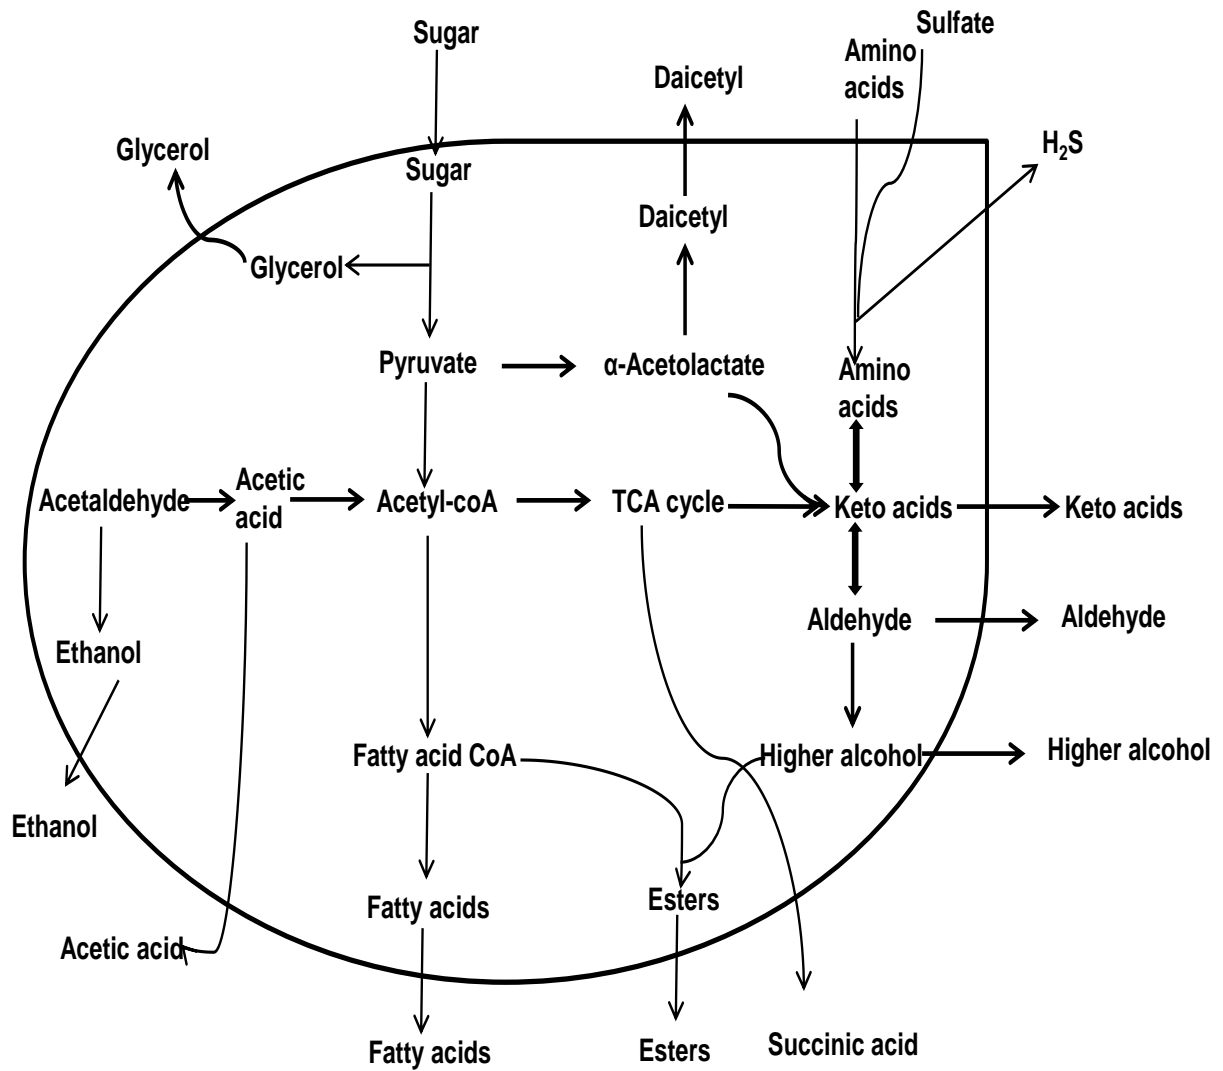 Sulfate
Sugar
Amino
acids
Daicetyl
Glycerol
H₂S
Sugar
Daicetyl
Glycerol
Pyruvate
α-Acetolactate
Amino
acids
Acetaldehyde
Acetic
acid
Acetyl-coA
TCA cycle
Keto acids
Keto acids
Ethanol
Aldehyde
Aldehyde
Fatty acid CoA
Higher alcohol
Higher alcohol
Ethanol
Fatty acids
Esters
Acetic acid
Fatty acids
Esters
Succinic acid